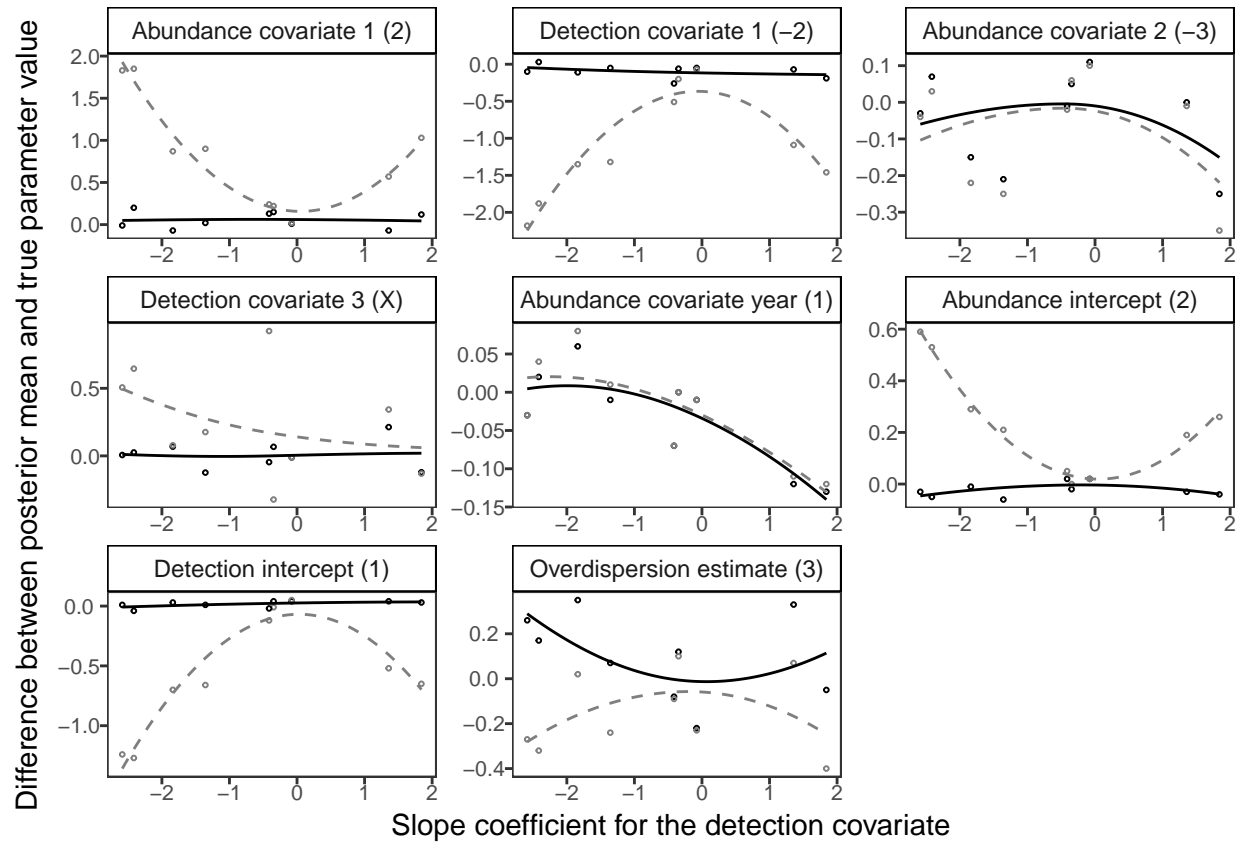 Difference between posterior mean and true parameter value
Abundance covariate 1 (2)
2.0
1.5
1.0
0.5
0.0
−2 −1 0 1 2
Detection covariate 1 (−2)
0.0
−0.5
−1.0
−1.5
−2.0
−2 −1 0 1 2
Abundance covariate 2 (−3)
0.1
0.0
−0.1
−0.2
−0.3
−2 −1 0 1 2
Detection covariate 3 (X)
0.5
0.0
−2 −1 0 1 2
Abundance covariate year (1)
0.05
0.00
−0.05
−0.10
−0.15
−2 −1 0 1 2
Abundance intercept (2)
0.6
0.4
0.2
0.0
−2 −1 0 1 2
Detection intercept (1)
0.0
−0.5
−1.0
−2 −1 0 1 2
Overdispersion estimate (3)
0.2
0.0
−0.2
−0.4
−2 −1 0 1 2
Slope coefficient for the detection covariate